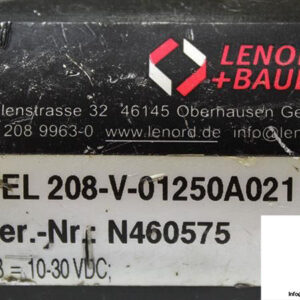 LENORD
+BAUER
lenstrasse 32 46145 Oberhausen Ge
208 9963-0 www.lenord.de info@len
EL 208-V-01250A021
er.-Nr.: N460575
= 10-30 VDC;